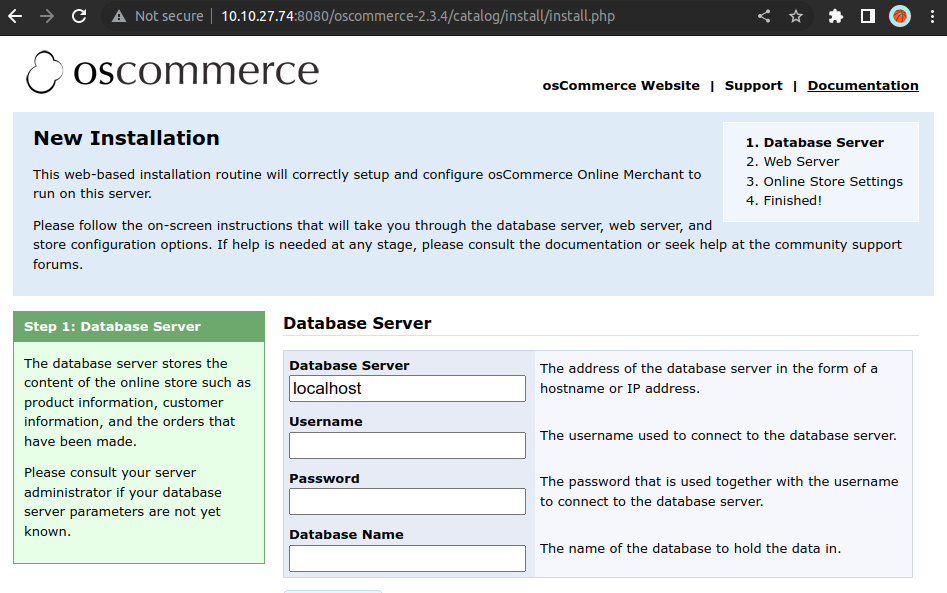 Not secure | 10.10.27.74:8080/oscommerce-2.3.4/catalog/install/install.php
oscommerce
osCommerce Website | Support | Documentation
New Installation
This web-based installation routine will correctly setup and configure osCommerce Online Merchant to
run on this server.
Please follow the on-screen instructions that will take you through the database server, web server, and
store configuration options. If help is needed at any stage, please consult the documentation or seek help at the community support
forums.
1. Database Server
2. Web Server
3. Online Store Settings
4. Finished!
Step 1: Database Server
The database server stores the
content of the online store such as
product information, customer
information, and the orders that
have been made.
Please consult your server
administrator if your database
server parameters are not yet
known.
Database Server
Database Server
localhost
The address of the database server in the form of a
hostname or IP address.
Username
The username used to connect to the database server.
Password
The password that is used together with the username
to connect to the database server.
Database Name
The name of the database to hold the data in.